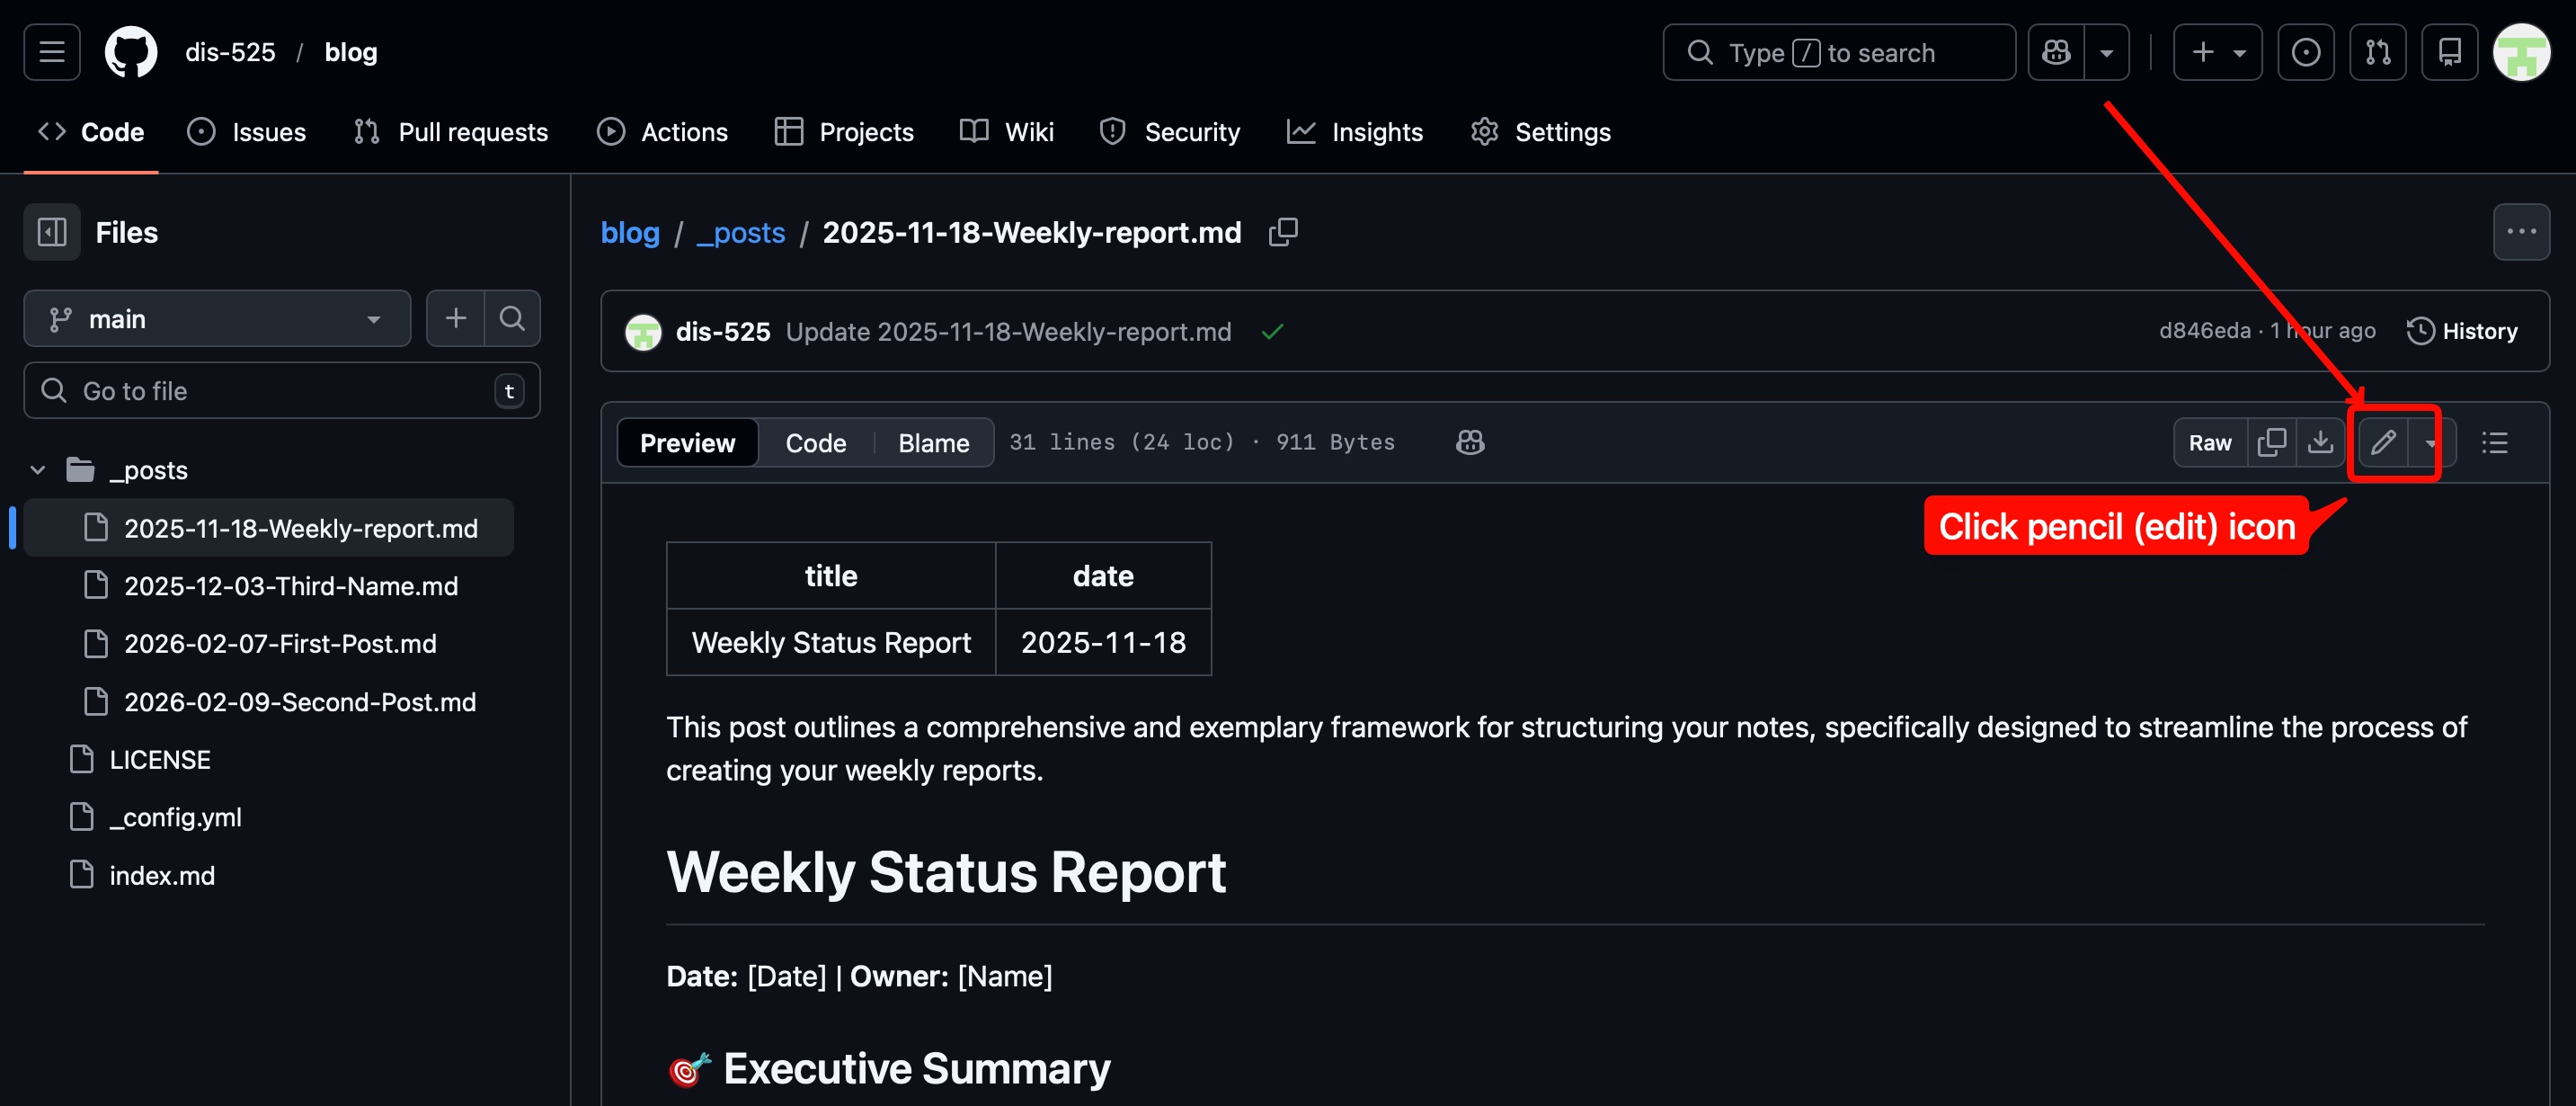 dis-525 / blog
Type / to search
Code
Issues
Pull requests
Actions
Projects
Wiki
Security
Insights
Settings
Files
main
Go to file
t
_posts
2025-11-18-Weekly-report.md
2025-12-03-Third-Name.md
2026-02-07-First-Post.md
2026-02-09-Second-Post.md
LICENSE
_config.yml
index.md
blog / _posts / 2025-11-18-Weekly-report.md
dis-525 Update 2025-11-18-Weekly-report.md
d846eda · 1 hour ago
History
Preview
Code
Blame
31 lines (24 loc) · 911 Bytes
Raw
Click pencil (edit) icon
title date
Weekly Status Report 2025-11-18
This post outlines a comprehensive and exemplary framework for structuring your notes, specifically designed to streamline the process of
creating your weekly reports.
Weekly Status Report
Date: [Date] | Owner: [Name]
🎯 Executive Summary